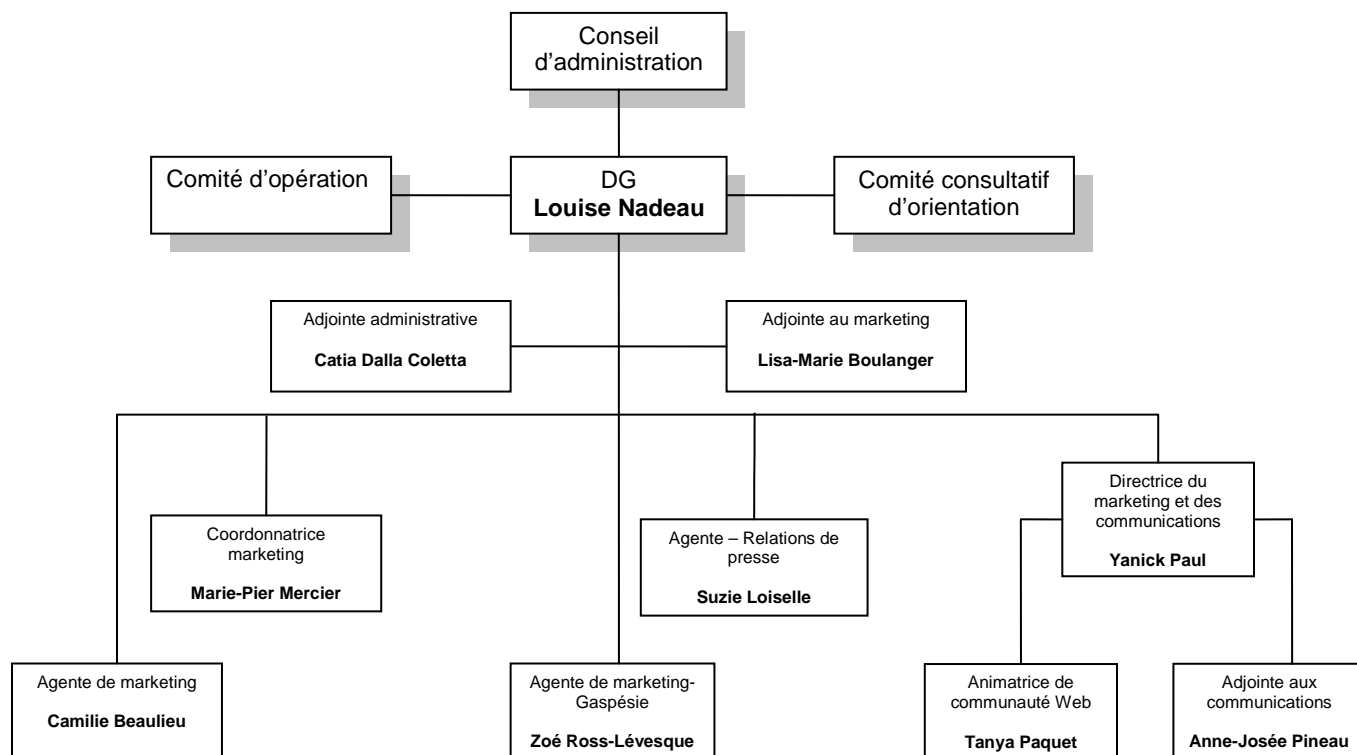 Conseil
d'administration
Comité d'opération
DG
Louise Nadeau
Comité consultatif
d'orientation
Adjointe administrative
Catia Dalla Coletta
Adjointe au marketing
Lisa-Marie Boulanger
Coordonnatrice
marketing
Marie-Pier Mercier
Agente – Relations de
presse
Suzie Loiselle
Directrice du
marketing et des
communications
Yanick Paul
Agente de marketing
Camilie Beaulieu
Agente de marketing-
Gaspésie
Zoé Ross-Lévesque
Animatrice de
communauté Web
Tanya Paquet
Adjointe aux
communications
Anne-Josée Pineau